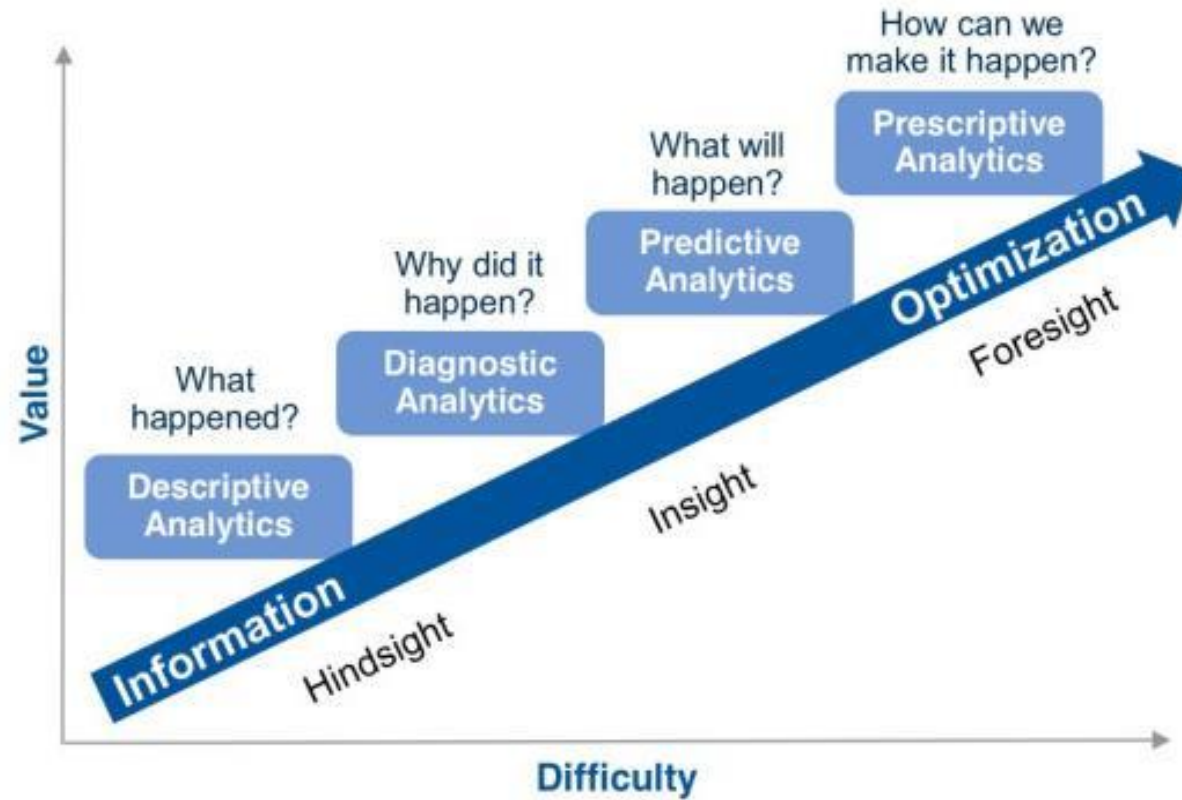 How can we
make it happen?
Prescriptive
Analytics
What will
happen?
Predictive
Analytics
Why did it
happen?
Diagnostic
Analytics
What
happened?
Descriptive
Analytics
Value
Information
Optimization
Hindsight
Insight
Foresight
Difficulty